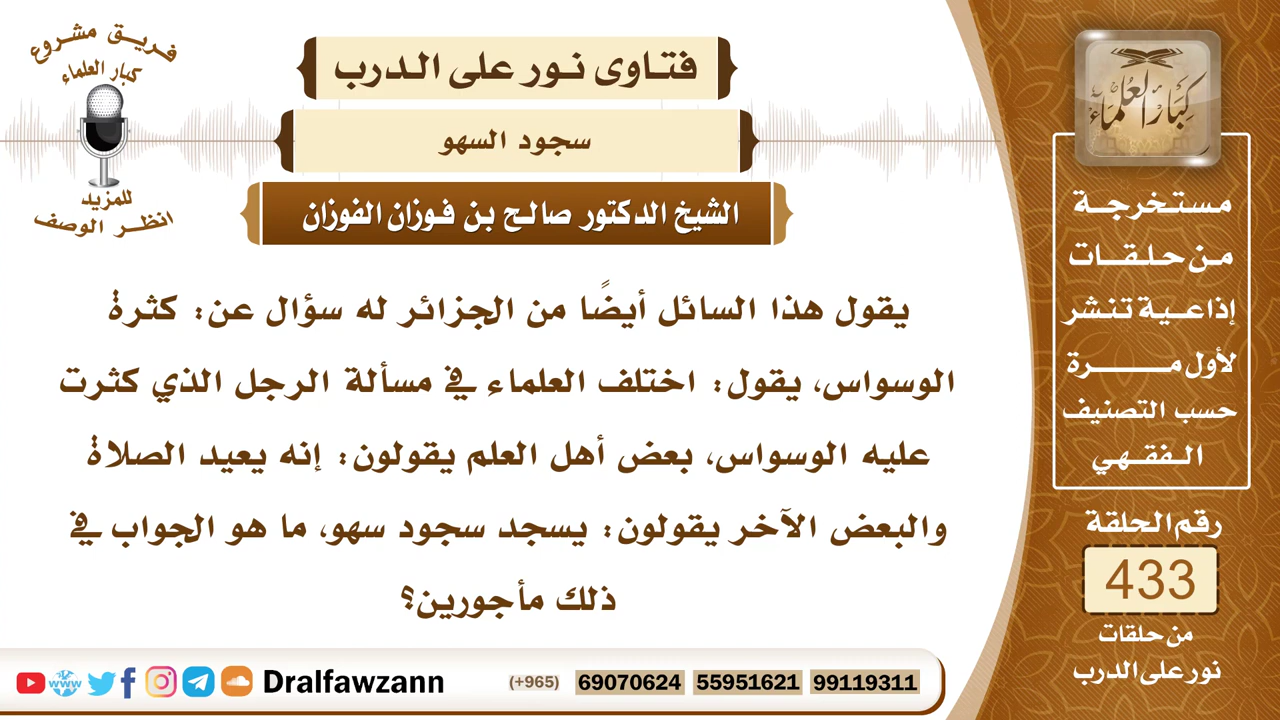 فريق مشروع
كبار العلماء
للمزيد
انظر الوصف
فتاوى نور على الدرب
سجود السهو
الشيخ الدكتور صالح بن فوزان الفوزان
يقول هذا السائل أيضًا من الجزائر له سؤال عن: كثرة
الوسواس، يقول: اختلف العلماء في مسألة الرجل الذي كثرت
عليه الوسواس، بعض أهل العلم يقولون: إنه يعيد الصلاة
والبعض الآخر يقولون: يسجد سجود سهو، ما هو الجواب في
ذلك مأجورين؟
كبار العلماء
مستخرجة
من حلقات
إذاعية تنشر
لأول مرة
حسب التصنيف
الفقهي
رقم الحلقة
433
من حلقات
نور على الدرب
www Dralfawzann (+965) 69070624 55951621 99119311